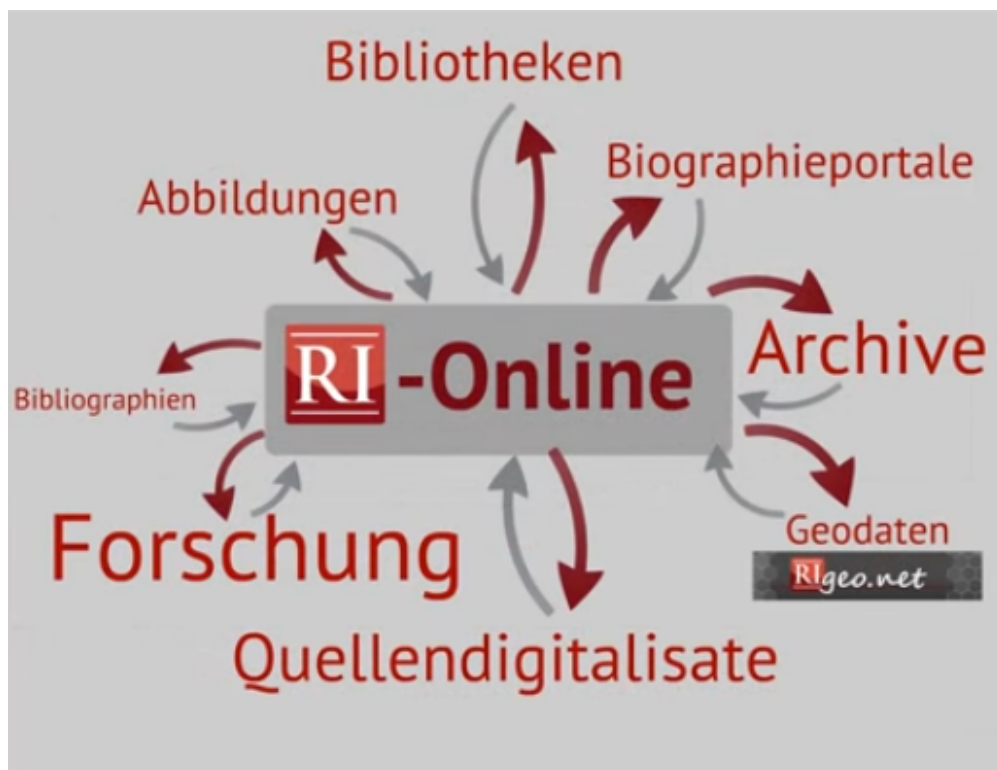 Bibliotheken
Biographieportale
Abbildungen
RI-Online
Archive
Bibliographien
Forschung
Geodaten
RIgeo.net
Quellendigitalisate